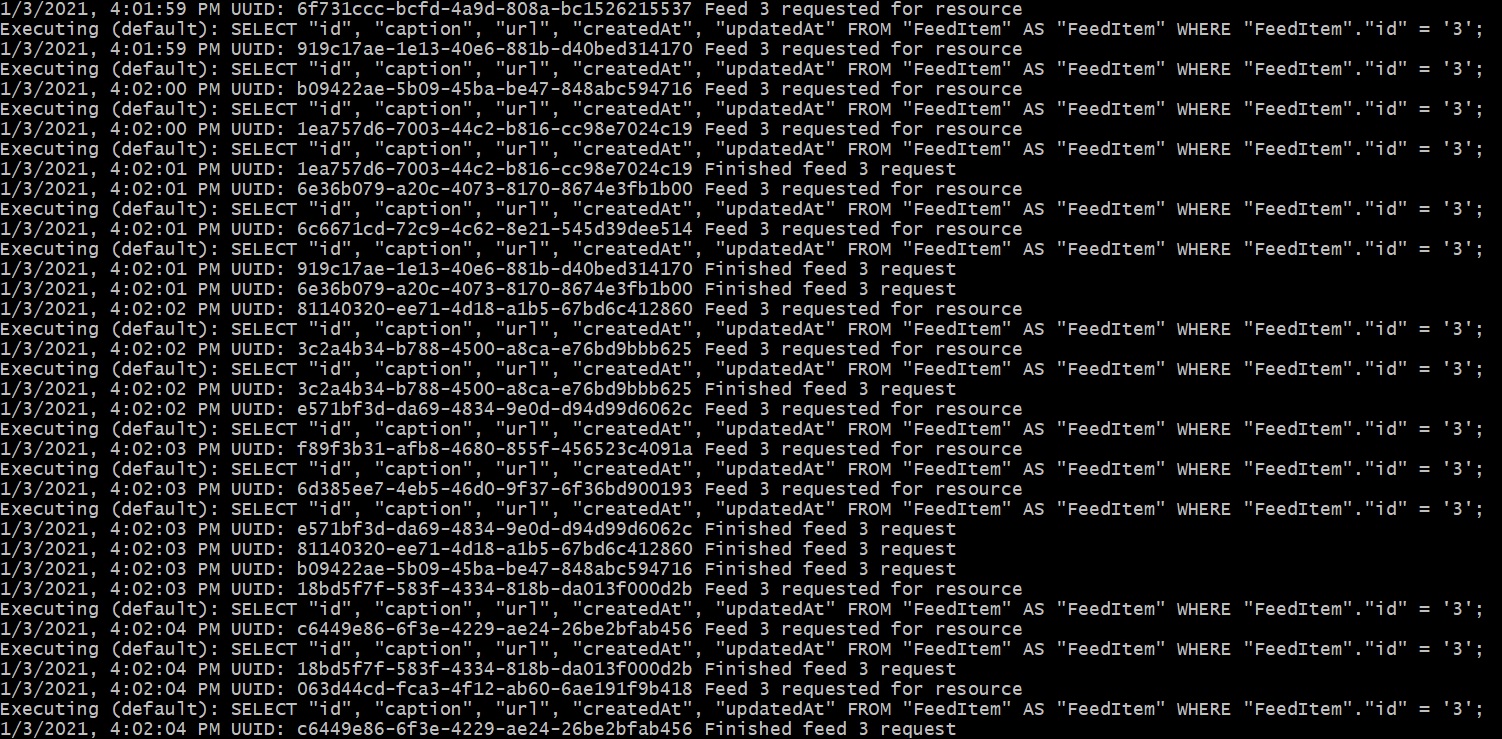 1/3/2021, 4:01:59 PM UUID: 6f731ccc-bcfd-4a9d-808a-bc1526215537 Feed 3 requested for resource
Executing (default): SELECT "id", "caption", "url", "createdAt", "updatedAt" FROM "FeedItem" AS "FeedItem" WHERE "FeedItem"."id" = '3';
1/3/2021, 4:01:59 PM UUID: 919c17ae-1e13-40e6-881b-d40bed314170 Feed 3 requested for resource
Executing (default): SELECT "id", "caption", "url", "createdAt", "updatedAt" FROM "FeedItem" AS "FeedItem" WHERE "FeedItem"."id" = '3';
1/3/2021, 4:02:00 PM UUID: b09422ae-5b09-45ba-be47-848abc594716 Feed 3 requested for resource
Executing (default): SELECT "id", "caption", "url", "createdAt", "updatedAt" FROM "FeedItem" AS "FeedItem" WHERE "FeedItem"."id" = '3';
1/3/2021, 4:02:00 PM UUID: 1ea757d6-7003-44c2-b816-cc98e7024c19 Feed 3 requested for resource
Executing (default): SELECT "id", "caption", "url", "createdAt", "updatedAt" FROM "FeedItem" AS "FeedItem" WHERE "FeedItem"."id" = '3';
1/3/2021, 4:02:01 PM UUID: 1ea757d6-7003-44c2-b816-cc98e7024c19 Finished feed 3 request
1/3/2021, 4:02:01 PM UUID: 6e36b079-a20c-4073-8170-8674e3fb1b00 Feed 3 requested for resource
Executing (default): SELECT "id", "caption", "url", "createdAt", "updatedAt" FROM "FeedItem" AS "FeedItem" WHERE "FeedItem"."id" = '3';
1/3/2021, 4:02:01 PM UUID: 6c6671cd-72c9-4c62-8e21-545d39dee514 Feed 3 requested for resource
Executing (default): SELECT "id", "caption", "url", "createdAt", "updatedAt" FROM "FeedItem" AS "FeedItem" WHERE "FeedItem"."id" = '3';
1/3/2021, 4:02:01 PM UUID: 919c17ae-1e13-40e6-881b-d40bed314170 Finished feed 3 request
1/3/2021, 4:02:01 PM UUID: 6e36b079-a20c-4073-8170-8674e3fb1b00 Finished feed 3 request
1/3/2021, 4:02:02 PM UUID: 81140320-ee71-4d18-a1b5-67bd6c412860 Feed 3 requested for resource
Executing (default): SELECT "id", "caption", "url", "createdAt", "updatedAt" FROM "FeedItem" AS "FeedItem" WHERE "FeedItem"."id" = '3';
1/3/2021, 4:02:02 PM UUID: 3c2a4b34-b788-4500-a8ca-e76bd9bbb625 Feed 3 requested for resource
Executing (default): SELECT "id", "caption", "url", "createdAt", "updatedAt" FROM "FeedItem" AS "FeedItem" WHERE "FeedItem"."id" = '3';
1/3/2021, 4:02:02 PM UUID: 3c2a4b34-b788-4500-a8ca-e76bd9bbb625 Finished feed 3 request
1/3/2021, 4:02:02 PM UUID: e571bf3d-da69-4834-9e0d-d94d99d6062c Feed 3 requested for resource
Executing (default): SELECT "id", "caption", "url", "createdAt", "updatedAt" FROM "FeedItem" AS "FeedItem" WHERE "FeedItem"."id" = '3';
1/3/2021, 4:02:03 PM UUID: f89f3b31-afb8-4680-855f-456523c4091a Feed 3 requested for resource
Executing (default): SELECT "id", "caption", "url", "createdAt", "updatedAt" FROM "FeedItem" AS "FeedItem" WHERE "FeedItem"."id" = '3';
1/3/2021, 4:02:03 PM UUID: 6d385ee7-4eb5-46d0-9f37-6f36bd900193 Feed 3 requested for resource
Executing (default): SELECT "id", "caption", "url", "createdAt", "updatedAt" FROM "FeedItem" AS "FeedItem" WHERE "FeedItem"."id" = '3';
1/3/2021, 4:02:03 PM UUID: e571bf3d-da69-4834-9e0d-d94d99d6062c Finished feed 3 request
1/3/2021, 4:02:03 PM UUID: 81140320-ee71-4d18-a1b5-67bd6c412860 Finished feed 3 request
1/3/2021, 4:02:03 PM UUID: b09422ae-5b09-45ba-be47-848abc594716 Finished feed 3 request
1/3/2021, 4:02:03 PM UUID: 18bd5f7f-583f-4334-818b-da013f000d2b Feed 3 requested for resource
Executing (default): SELECT "id", "caption", "url", "createdAt", "updatedAt" FROM "FeedItem" AS "FeedItem" WHERE "FeedItem"."id" = '3';
1/3/2021, 4:02:04 PM UUID: c6449e86-6f3e-4229-ae24-26be2bfab456 Feed 3 requested for resource
Executing (default): SELECT "id", "caption", "url", "createdAt", "updatedAt" FROM "FeedItem" AS "FeedItem" WHERE "FeedItem"."id" = '3';
1/3/2021, 4:02:04 PM UUID: 18bd5f7f-583f-4334-818b-da013f000d2b Finished feed 3 request
1/3/2021, 4:02:04 PM UUID: 063d44cd-fca3-4f12-ab60-6ae191f9b418 Feed 3 requested for resource
Executing (default): SELECT "id", "caption", "url", "createdAt", "updatedAt" FROM "FeedItem" AS "FeedItem" WHERE "FeedItem"."id" = '3';
1/3/2021, 4:02:04 PM UUID: c6449e86-6f3e-4229-ae24-26be2bfab456 Finished feed 3 request